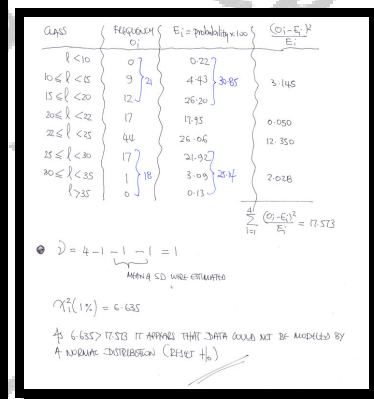 CLASS FREQUENCY Oi Ei = probability×100 (Oi-Ei)²/Ei
l < 10 0 0.22
10 ≤ l < 15 9 } 21 4.43 } 30.85 3.145
15 ≤ l < 20 12 26.20
20 ≤ l < 22 17 17.95 0.050
22 ≤ l < 25 44 26.06 12.350
25 ≤ l < 30 17 21.92
30 ≤ l < 35 1 } 18 3.09 } 25.14 2.028
l > 35 0 0.13
4 Σ i=1 (Oi-Ei)²/Ei = 17.573
ν = 4 - 1 - 1 - 1 = 1
MEAN & SD WERE ESTIMATED
χ₁²(1%) = 6.635
AS 6.635 > 17.573 IT APPEARS THAT DATA COULD NOT BE MODELLED BY
A NORMAL DISTRIBUTION (REJECT H₀)